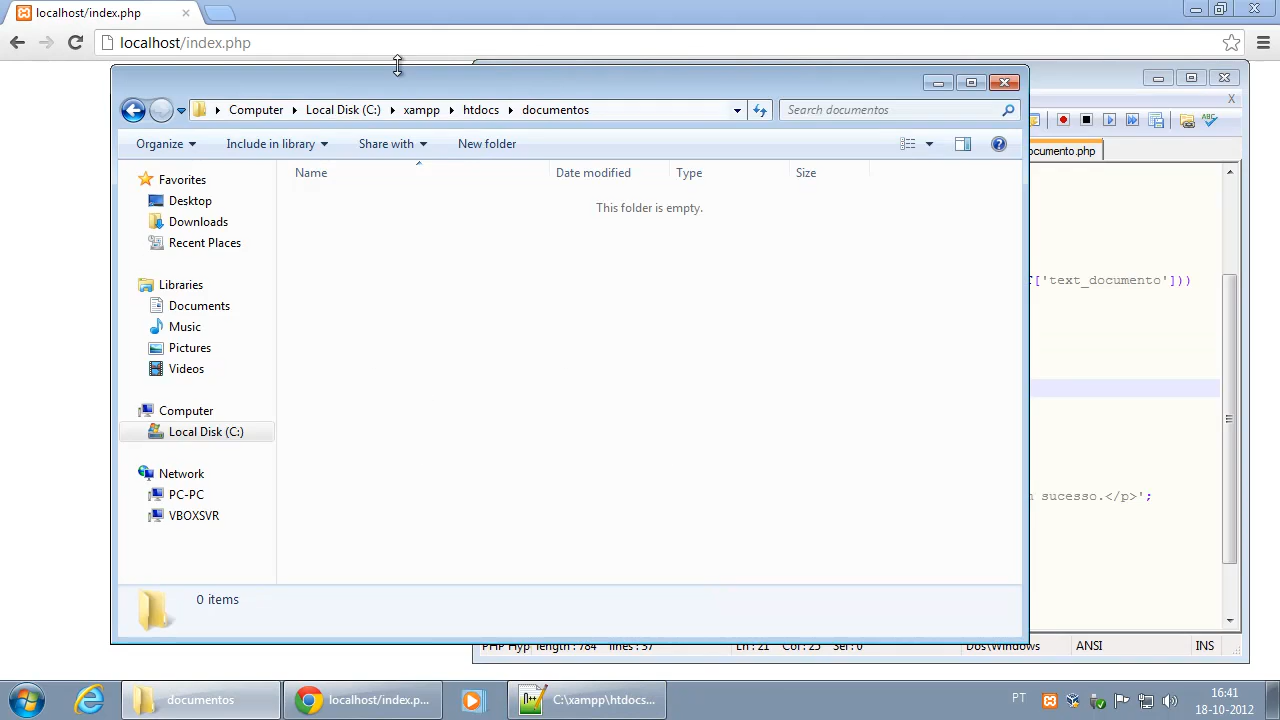 localhost/index.php
localhost/index.php
Computer Local Disk (C:) xampp htdocs documentos
Search documentos
Organize Include in library Share with New folder
ocumento.php
Name Date modified Type Size
This folder is empty.
Favorites
Desktop
Downloads
Recent Places
Libraries
Documents
Music
Pictures
Videos
Computer
Local Disk (C:)
Network
PC-PC
VBOXSVR
['text_documento']))
sucesso.</p>';
0 items
PHP Hyp length : 784 lines : 37 Ln : 21 Col : 25 Sel : 0 Dos\Windows ANSI INS
documentos
localhost/index.p...
C:\xampp\htdocs...
PT
16:41
18-10-2012